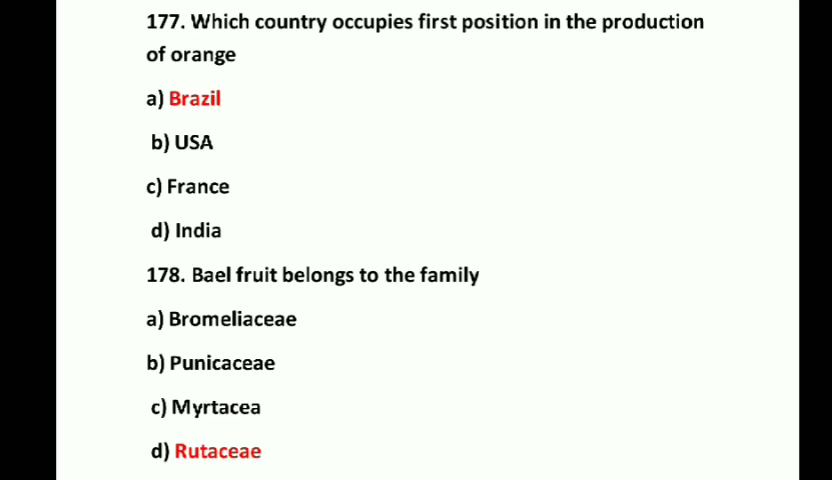 177. Which country occupies first position in the production
of orange
a) Brazil
b) USA
c) France
d) India
178. Bael fruit belongs to the family
a) Bromeliaceae
b) Punicaceae
c) Myrtacea
d) Rutaceae